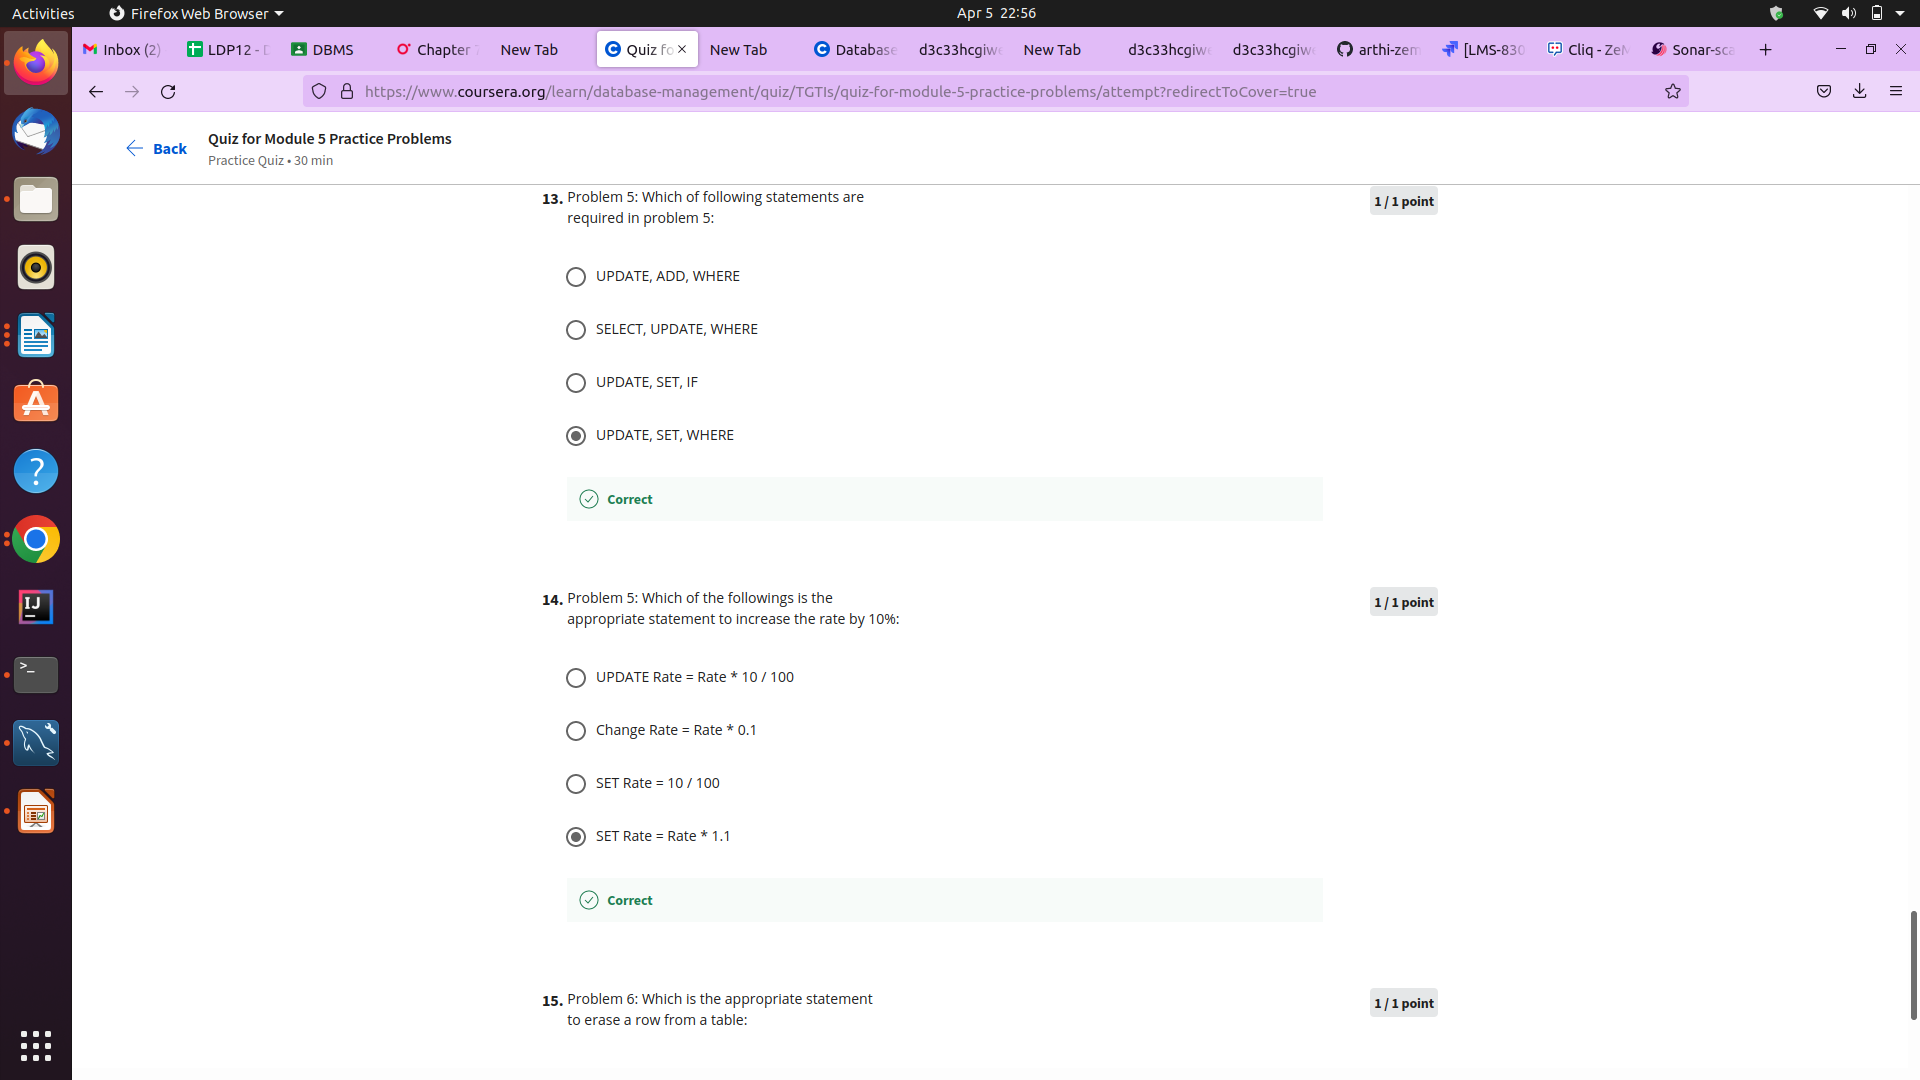 Activities
Firefox Web Browser
Apr 5 22:56
Inbox (2)
LDP12 - D
DBMS
Chapter
New Tab
Quiz fo
New Tab
Database
d3c33hcgiw
New Tab
d3c33hcgiw
d3c33hcgiw
arthi-zem
[LMS-830
Cliq - ZeM
Sonar-sca
https://www.coursera.org/learn/database-management/quiz/TGTIs/quiz-for-module-5-practice-problems/attempt?redirectToCover=true
Back
Quiz for Module 5 Practice Problems
Practice Quiz • 30 min
13. Problem 5: Which of following statements are
required in problem 5:
1 / 1 point
UPDATE, ADD, WHERE
SELECT, UPDATE, WHERE
UPDATE, SET, IF
UPDATE, SET, WHERE
Correct
14. Problem 5: Which of the followings is the
appropriate statement to increase the rate by 10%:
1 / 1 point
UPDATE Rate = Rate * 10 / 100
Change Rate = Rate * 0.1
SET Rate = 10 / 100
SET Rate = Rate * 1.1
Correct
15. Problem 6: Which is the appropriate statement
to erase a row from a table:
1 / 1 point